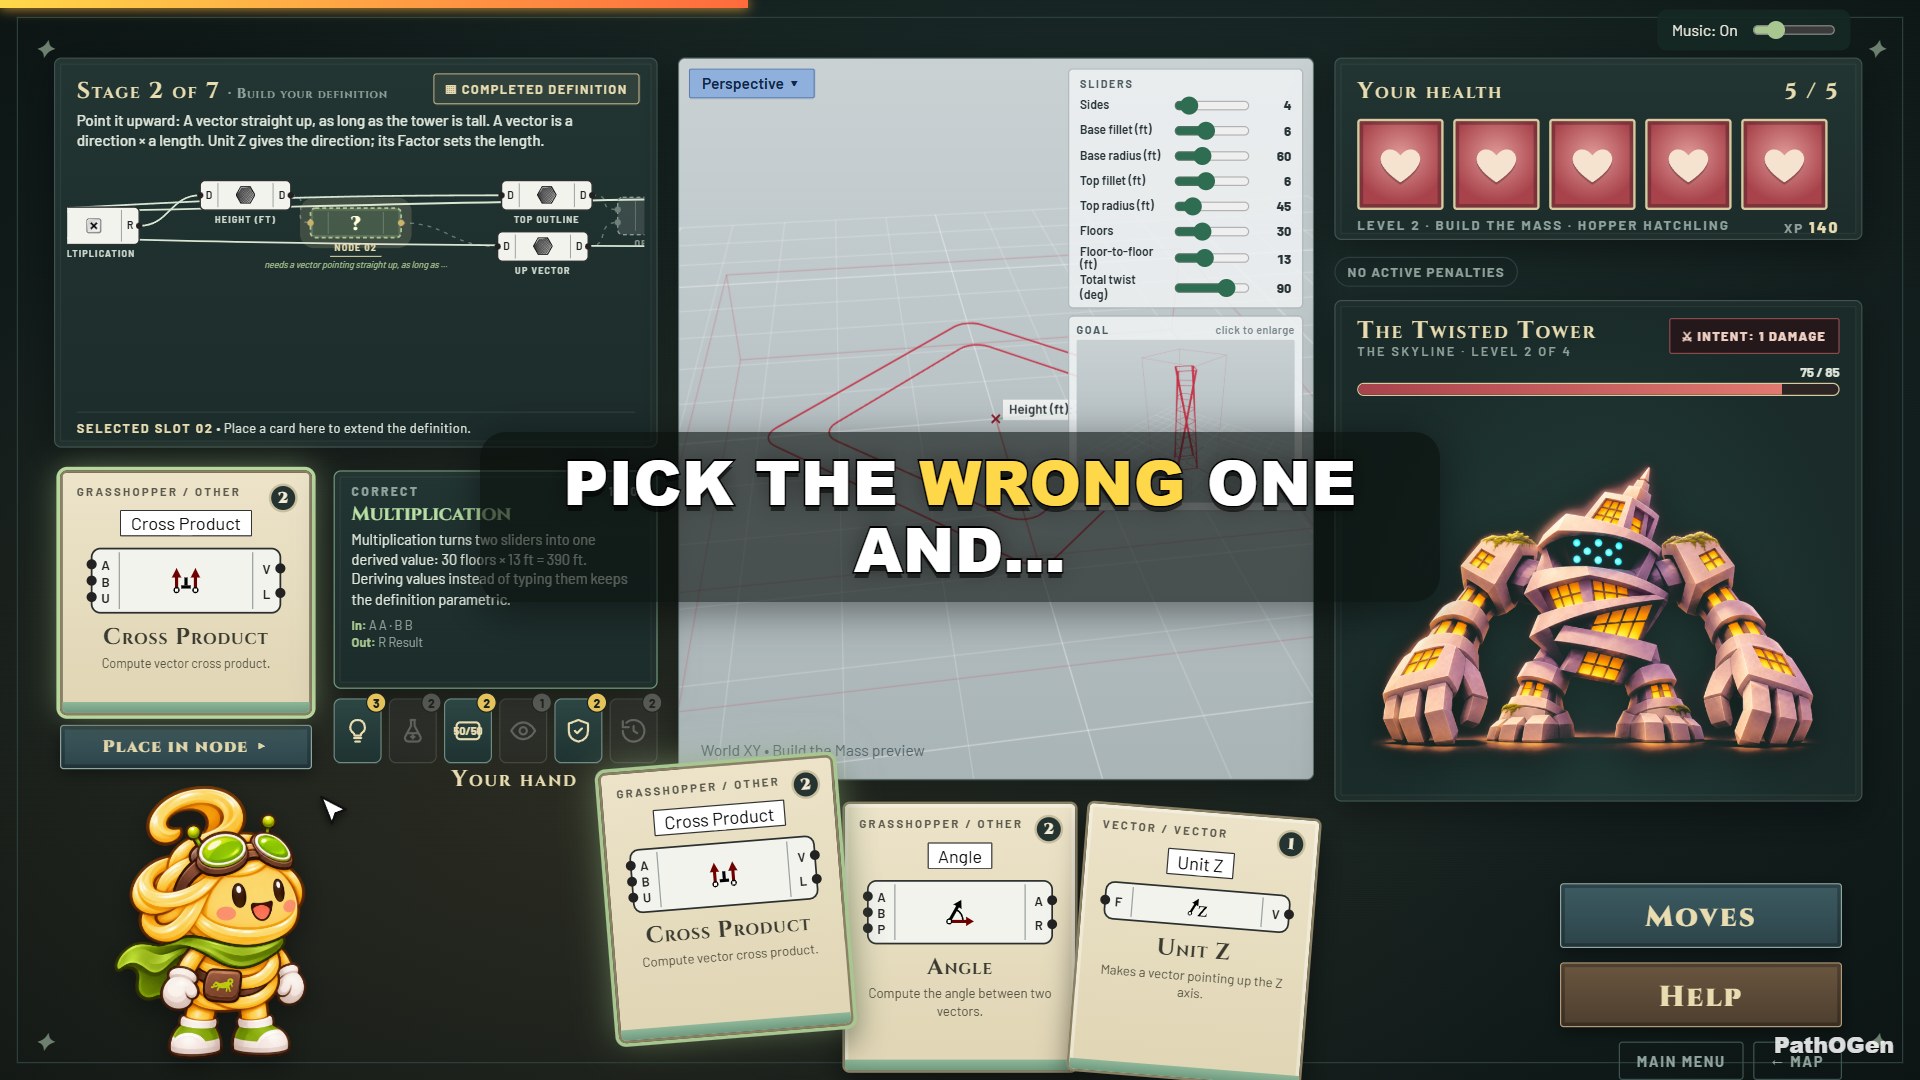 Music: On
STAGE 2 OF 7 · BUILD YOUR DEFINITION
COMPLETED DEFINITION
Point it upward: A vector straight up, as long as the tower is tall. A vector is a
direction × a length. Unit Z gives the direction; its Factor sets the length.
R
LTIPLICATION
D D
HEIGHT (FT)
?
NODE 02
needs a vector pointing straight up, as long as ...
D D
TOP OUTLINE
D D
UP VECTOR
SELECTED SLOT 02 • Place a card here to extend the definition.
Perspective ▼
SLIDERS
Sides 4
Base fillet (ft) 6
Base radius (ft) 60
Top fillet (ft) 6
Top radius (ft) 45
Floors 30
Floor-to-floor (ft) 13
Total twist (deg) 90
GOAL click to enlarge
Height (ft)
World XY • Build the Mass preview
YOUR HEALTH 5 / 5
LEVEL 2 · BUILD THE MASS · HOPPER HATCHLING
XP 140
NO ACTIVE PENALTIES
THE TWISTED TOWER
THE SKYLINE · LEVEL 2 OF 4
INTENT: 1 DAMAGE
75 / 85
PICK THE WRONG ONE
AND...
GRASSHOPPER / OTHER 2
Cross Product
A B U V L
CROSS PRODUCT
Compute vector cross product.
PLACE IN NODE ▸
CORRECT
MULTIPLICATION
Multiplication turns two sliders into one
derived value: 30 floors × 13 ft = 390 ft.
Deriving values instead of typing them keeps
the definition parametric.
In: A A · B B
Out: R Result
3 2 2 1 2 2
50/50
YOUR HAND
GRASSHOPPER / OTHER 2
Cross Product
A B U V L
CROSS PRODUCT
Compute vector cross product.
GRASSHOPPER / OTHER 2
Angle
A B P A R
ANGLE
Compute the angle between two
vectors.
VECTOR / VECTOR 1
Unit Z
F Z V
UNIT Z
Makes a vector pointing up the Z
axis.
MOVES
HELP
MAIN MENU
← MAP
PathOGen